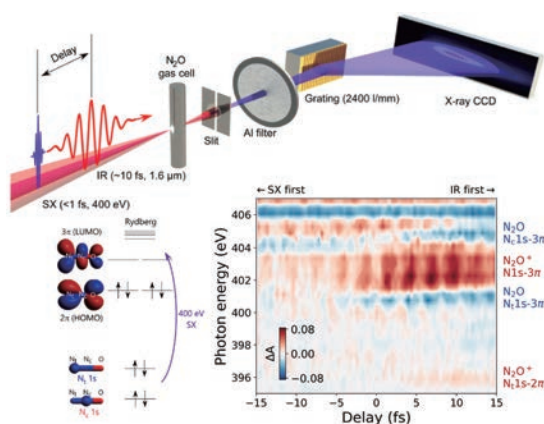 Delay
N₂O
gas cell
Slit
Al filter
Grating (2400 l/mm)
X-ray CCD
IR (~10 fs, 1.6 μm)
SX (<1 fs, 400 eV)
Rydberg
3π (LUMO)
2π (HOMO)
400 eV
SX
Nₜ N꜀ O
Nₜ 1s
Nₜ N꜀ O
N꜀ 1s
← SX first
IR first →
Photon energy (eV)
406
404
402
400
398
396
ΔA
0.08
0.00
−0.08
−15
−10
−5
0
5
10
15
Delay (fs)
N₂O
N꜀1s-3π
N₂O⁺
N1s-3π
N₂O
Nₜ1s-3π
N₂O⁺
Nₜ1s-2π